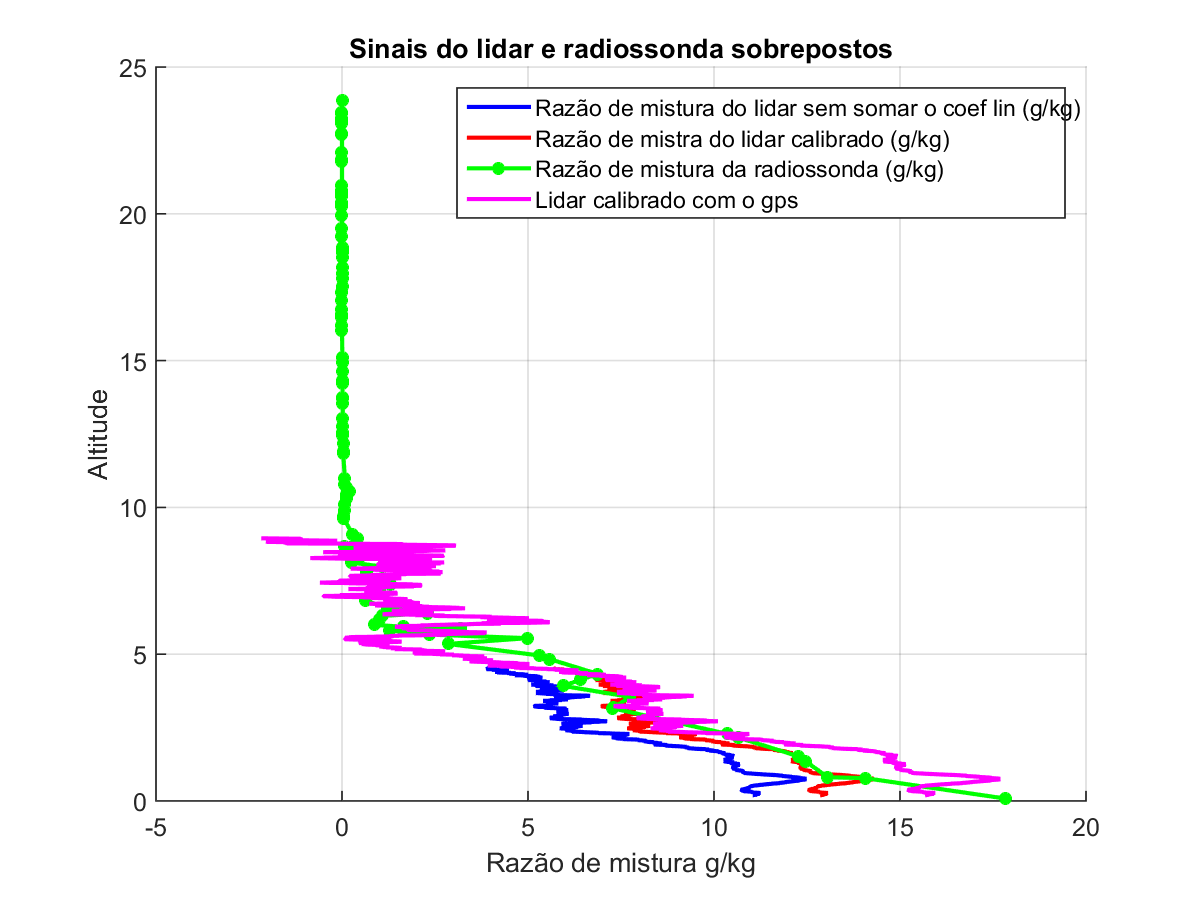 Sinais do lidar e radiossonda sobrepostos
25
20
15
10
5
0
Altitude
Razão de mistura do lidar sem somar o coef lin (g/kg)
Razão de mistra do lidar calibrado (g/kg)
Razão de mistura da radiossonda (g/kg)
Lidar calibrado com o gps
-5 0 5 10 15 20
Razão de mistura g/kg